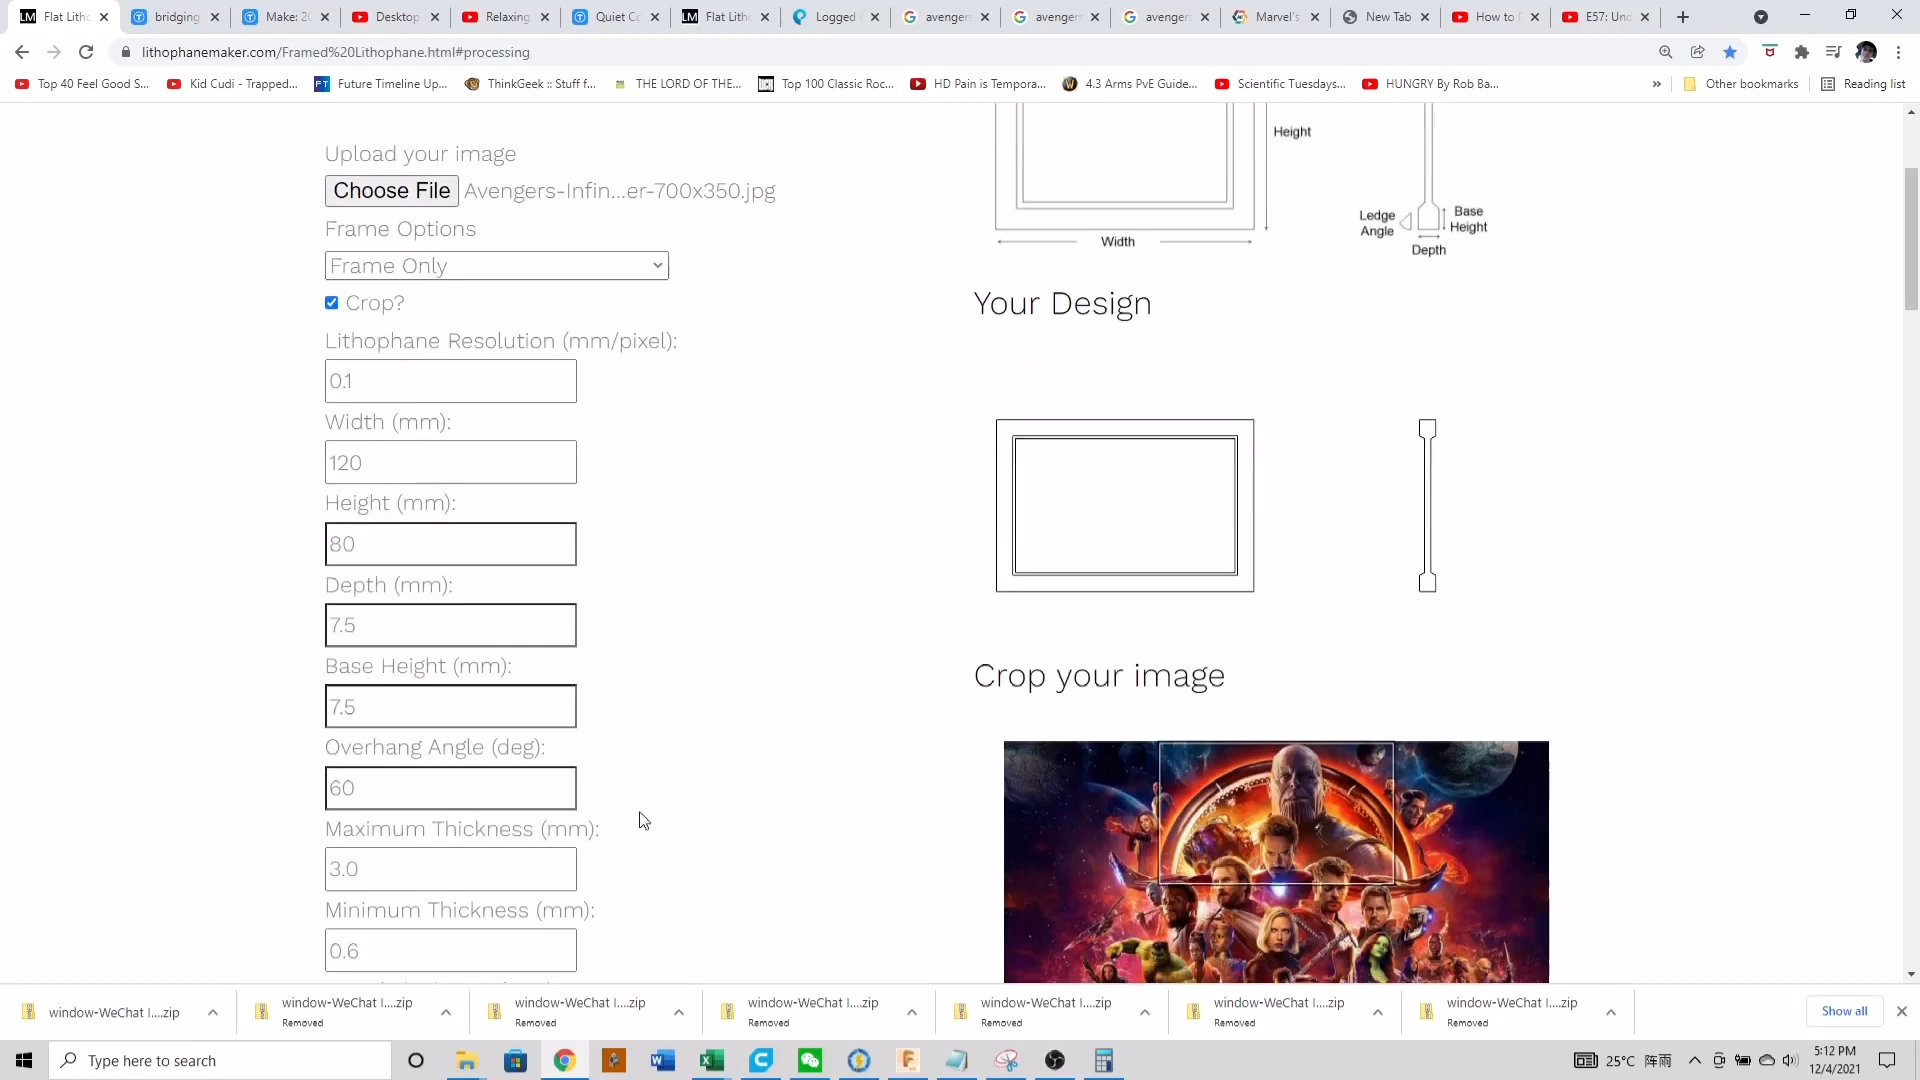 Flat Lith
bridging
Make: 20
Desktop
Relaxing
Quiet Co
Flat Lith
Logged
avenger
avenger
avenger
Marvel's
New Tab
How to
E57: Un
lithophanemaker.com/Framed%20Lithophane.html#processing
Top 40 Feel Good S...
Kid Cudi - Trapped...
Future Timeline Up...
ThinkGeek :: Stuff f...
THE LORD OF THE...
Top 100 Classic Roc...
HD Pain is Tempora...
4.3 Arms PvE Guide...
Scientific Tuesdays...
HUNGRY By Rob Ba...
»
Other bookmarks
Reading list
Upload your image
Choose File Avengers-Infin...er-700x350.jpg
Frame Options
Frame Only
Crop?
Lithophane Resolution (mm/pixel):
0.1
Width (mm):
120
Height (mm):
80
Depth (mm):
7.5
Base Height (mm):
7.5
Overhang Angle (deg):
60
Maximum Thickness (mm):
3.0
Minimum Thickness (mm):
0.6
Height
Width
Ledge
Angle
Base
Height
Depth
Your Design
Crop your image
window-WeChat I....zip
window-WeChat I....zip
Removed
window-WeChat I....zip
Removed
window-WeChat I....zip
Removed
window-WeChat I....zip
Removed
window-WeChat I....zip
Removed
window-WeChat I....zip
Removed
Show all
Type here to search
25°C 阵雨
5:12 PM
12/4/2021